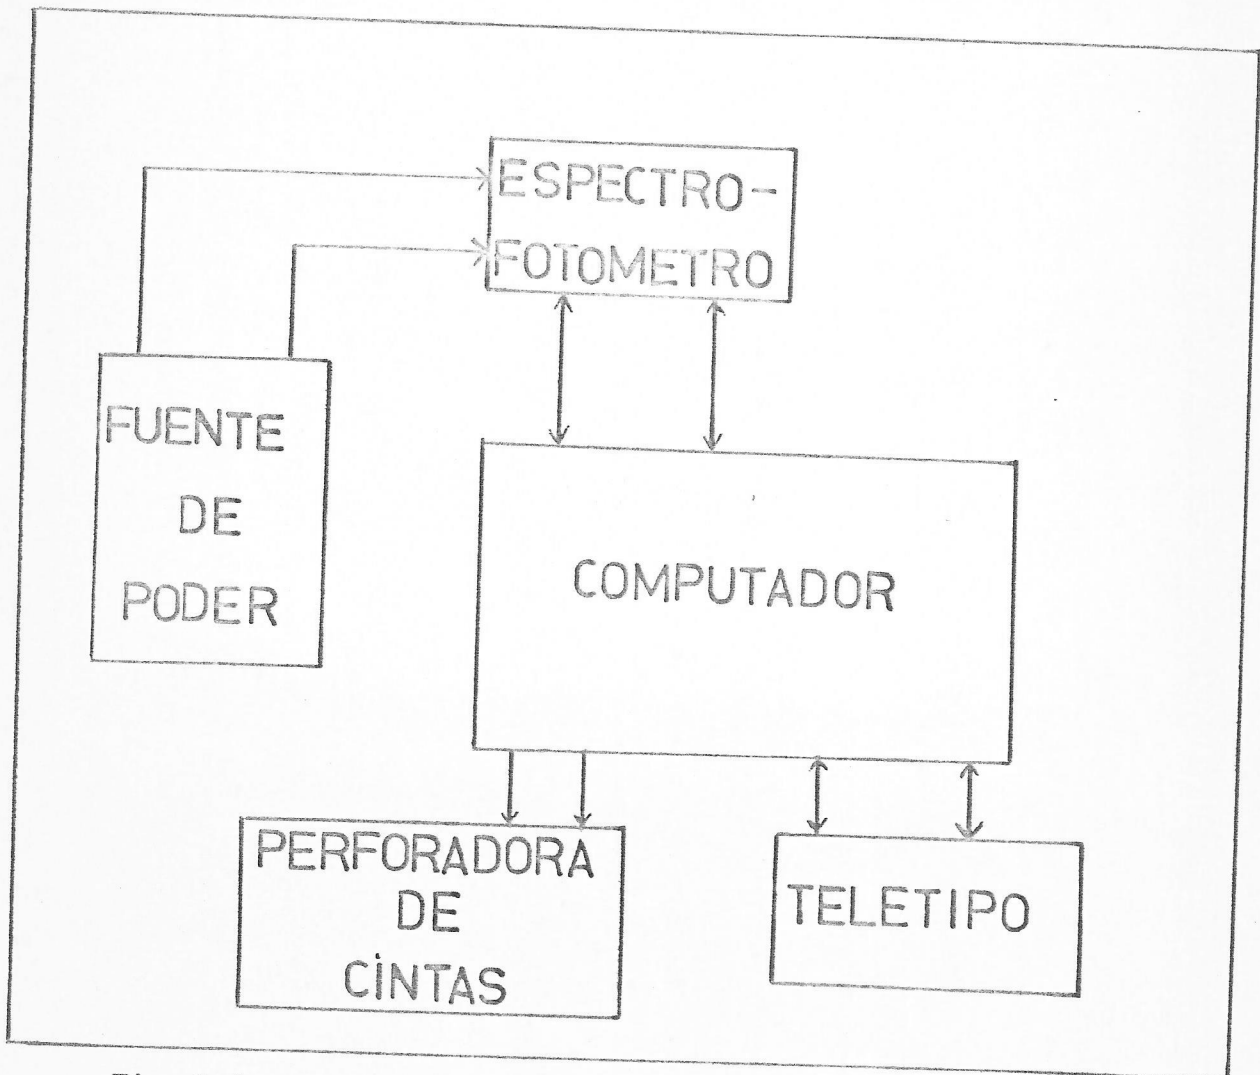 ESPECTRO-
FOTOMETRO
FUENTE
DE
PODER
COMPUTADOR
PERFORADORA
DE
CINTAS
TELETIPO